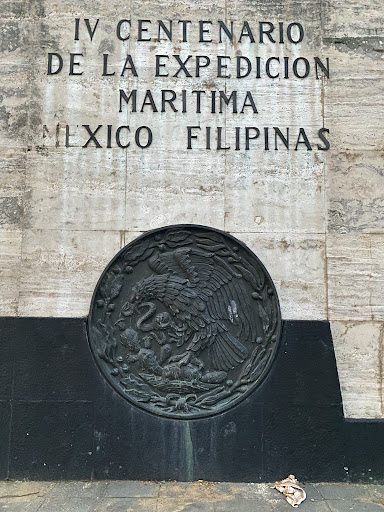 IV CENTENARIO
DE LA EXPEDICION
MARITIMA
MEXICO FILIPINAS